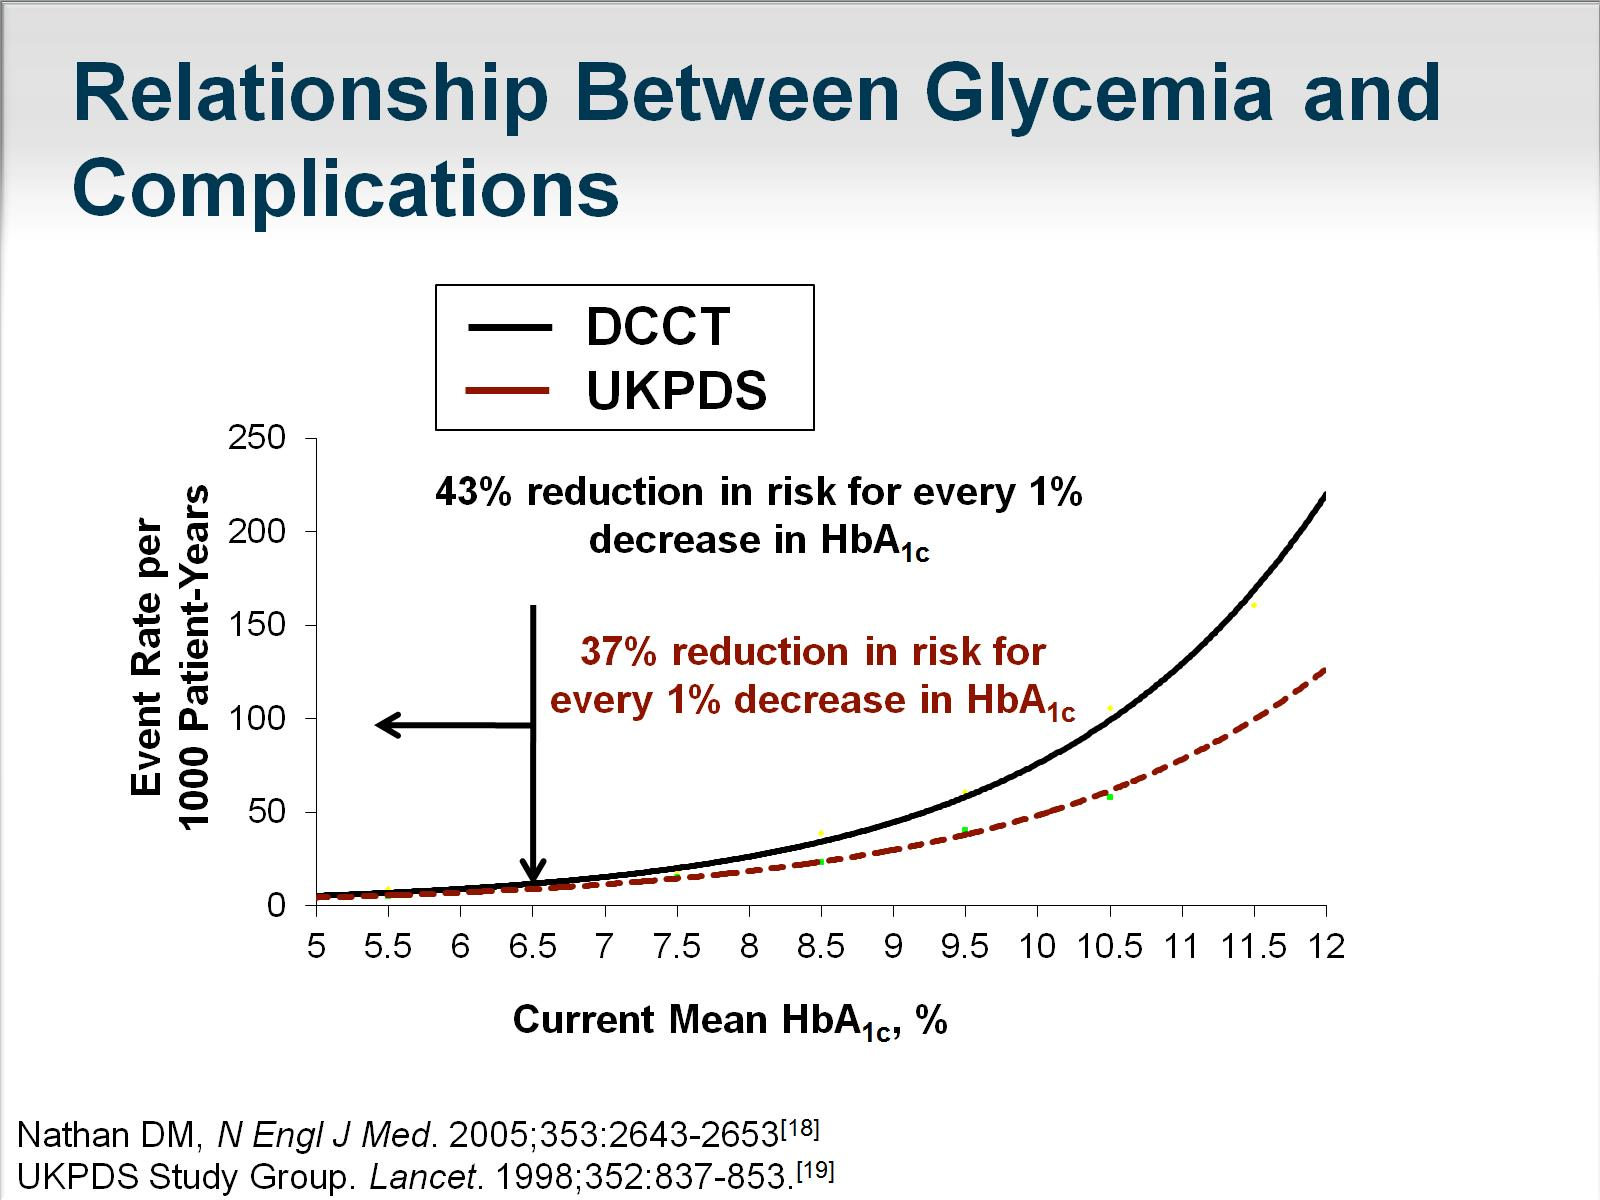 Relationship Between Glycemia and
Complications
DCCT
UKPDS
43% reduction in risk for every 1%
decrease in HbA1c
37% reduction in risk for
every 1% decrease in HbA1c
Event Rate per
1000 Patient-Years
250
200
150
100
50
0
5 5.5 6 6.5 7 7.5 8 8.5 9 9.5 10 10.5 11 11.5 12
Current Mean HbA1c, %
Nathan DM, N Engl J Med. 2005;353:2643-2653[18]
UKPDS Study Group. Lancet. 1998;352:837-853.[19]